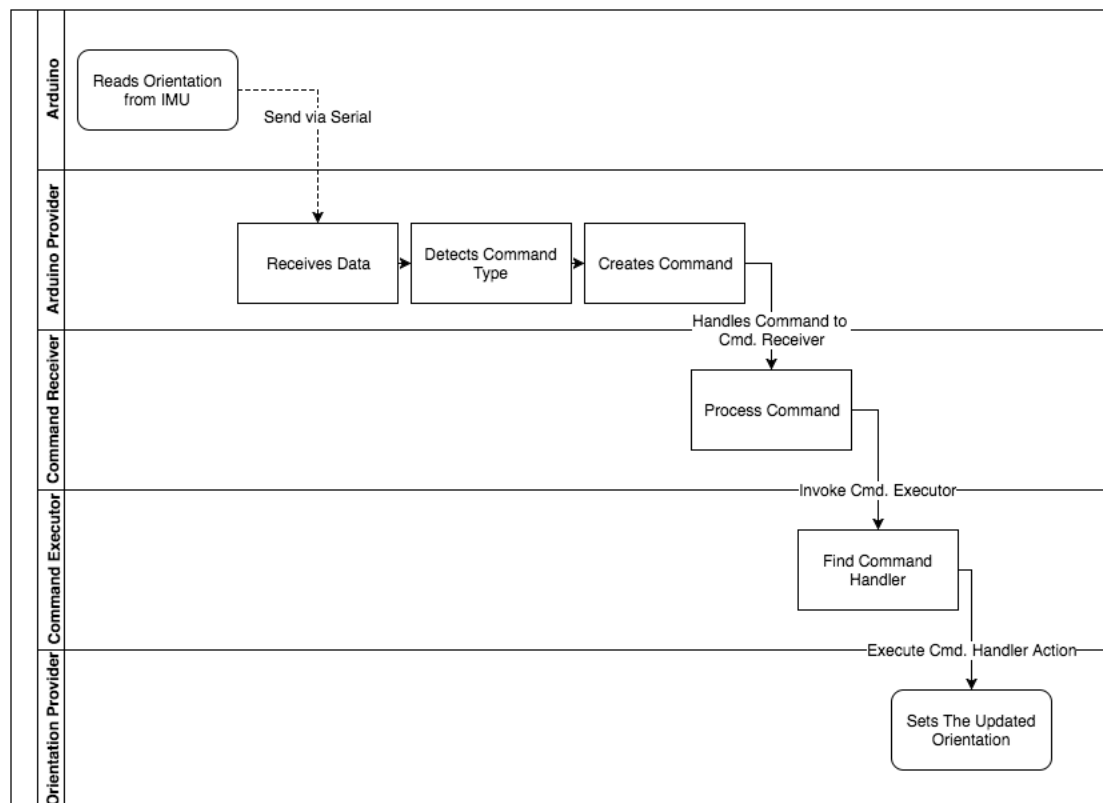 Arduino
Reads Orientation
from IMU
Send via Serial
Arduino Provider
Receives Data
Detects Command
Type
Creates Command
Handles Command to
Cmd. Receiver
Command Receiver
Process Command
Invoke Cmd. Executor
Command Executor
Find Command
Handler
Execute Cmd. Handler Action
Orientation Provider
Sets The Updated
Orientation